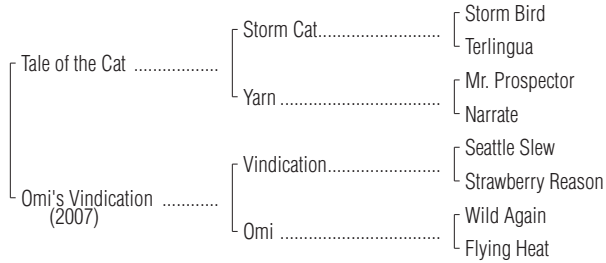 Storm Bird
Storm Cat..........................
Terlingua
Tale of the Cat ..................
Mr. Prospector
Yarn ..................................
Narrate
Seattle Slew
Vindication........................
Strawberry Reason
Omi's Vindication ............
(2007)
Wild Again
Omi ..................................
Flying Heat